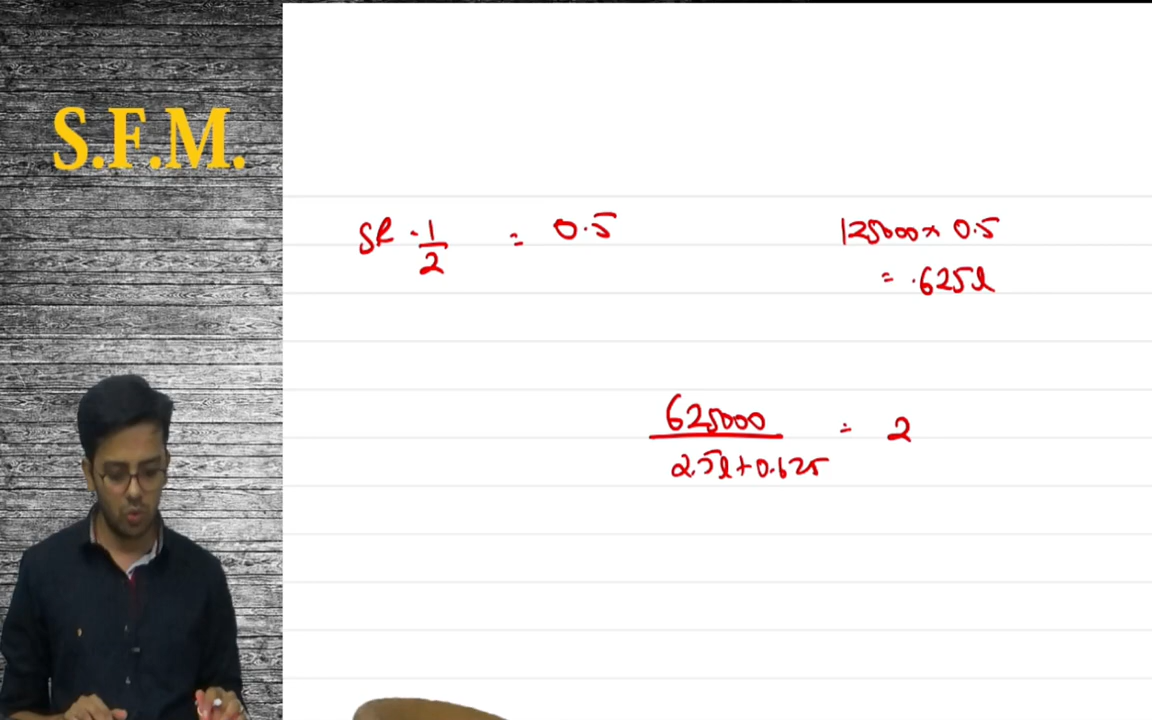 S.F.M.
SR = 1/2 = 0.5
125000 x 0.5
= .625l
625000 / 2.5l + 0.625 = 2